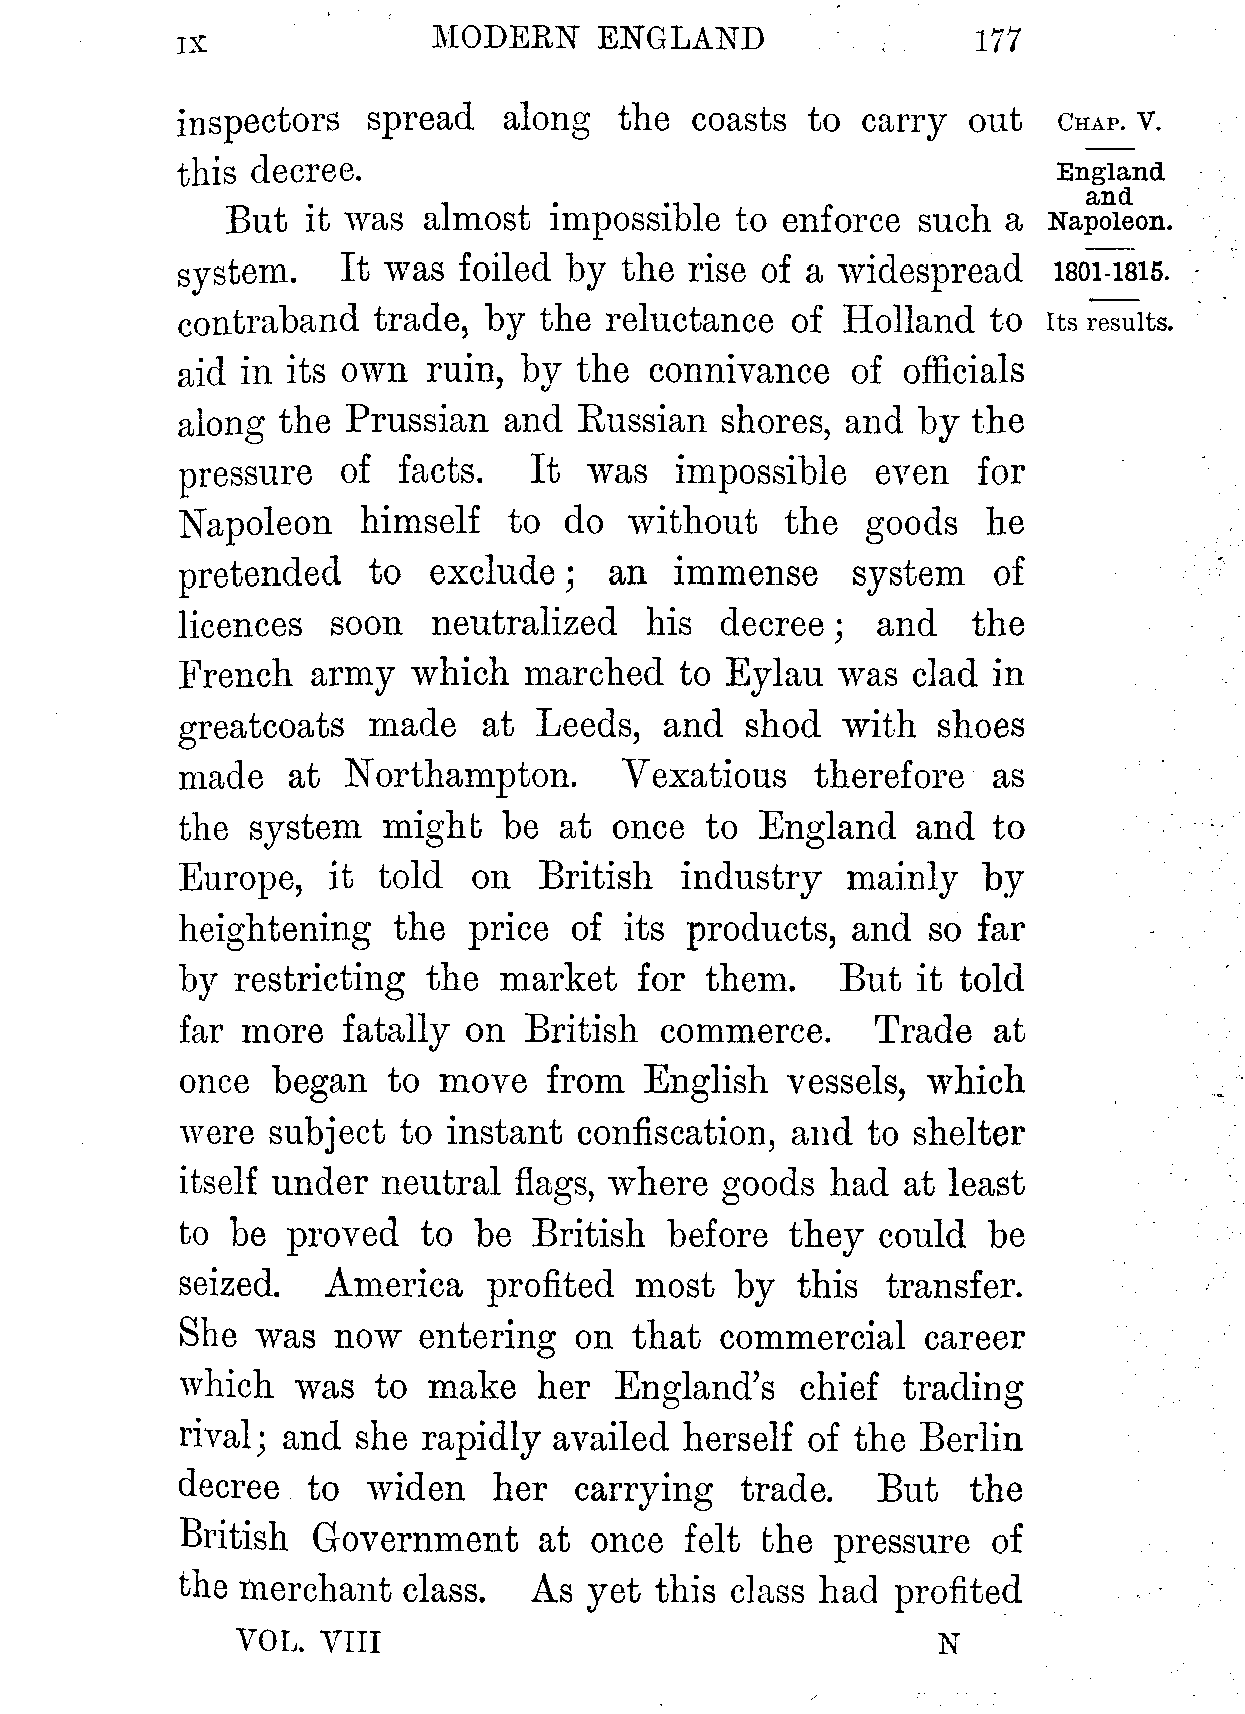 IX MODERN ENGLAND 177
inspectors spread along the coasts to carry out
this decree.
But it was almost impossible to enforce such a
system. It was foiled by the rise of a widespread
contraband trade, by the reluctance of Holland to
aid in its own ruin, by the connivance of officials
along the Prussian and Russian shores, and by the
pressure of facts. It was impossible even for
Napoleon himself to do without the goods he
pretended to exclude; an immense system of
licences soon neutralized his decree; and the
French army which marched to Eylau was clad in
greatcoats made at Leeds, and shod with shoes
made at Northampton. Vexatious therefore as
the system might be at once to England and to
Europe, it told on British industry mainly by
heightening the price of its products, and so far
by restricting the market for them. But it told
far more fatally on British commerce. Trade at
once began to move from English vessels, which
were subject to instant confiscation, and to shelter
itself under neutral flags, where goods had at least
to be proved to be British before they could be
seized. America profited most by this transfer.
She was now entering on that commercial career
which was to make her England's chief trading
rival; and she rapidly availed herself of the Berlin
decree to widen her carrying trade. But the
British Government at once felt the pressure of
the merchant class. As yet this class had profited
VOL. VIII N
CHAP. V.
England
and
Napoleon.
1801-1815.
Its results.